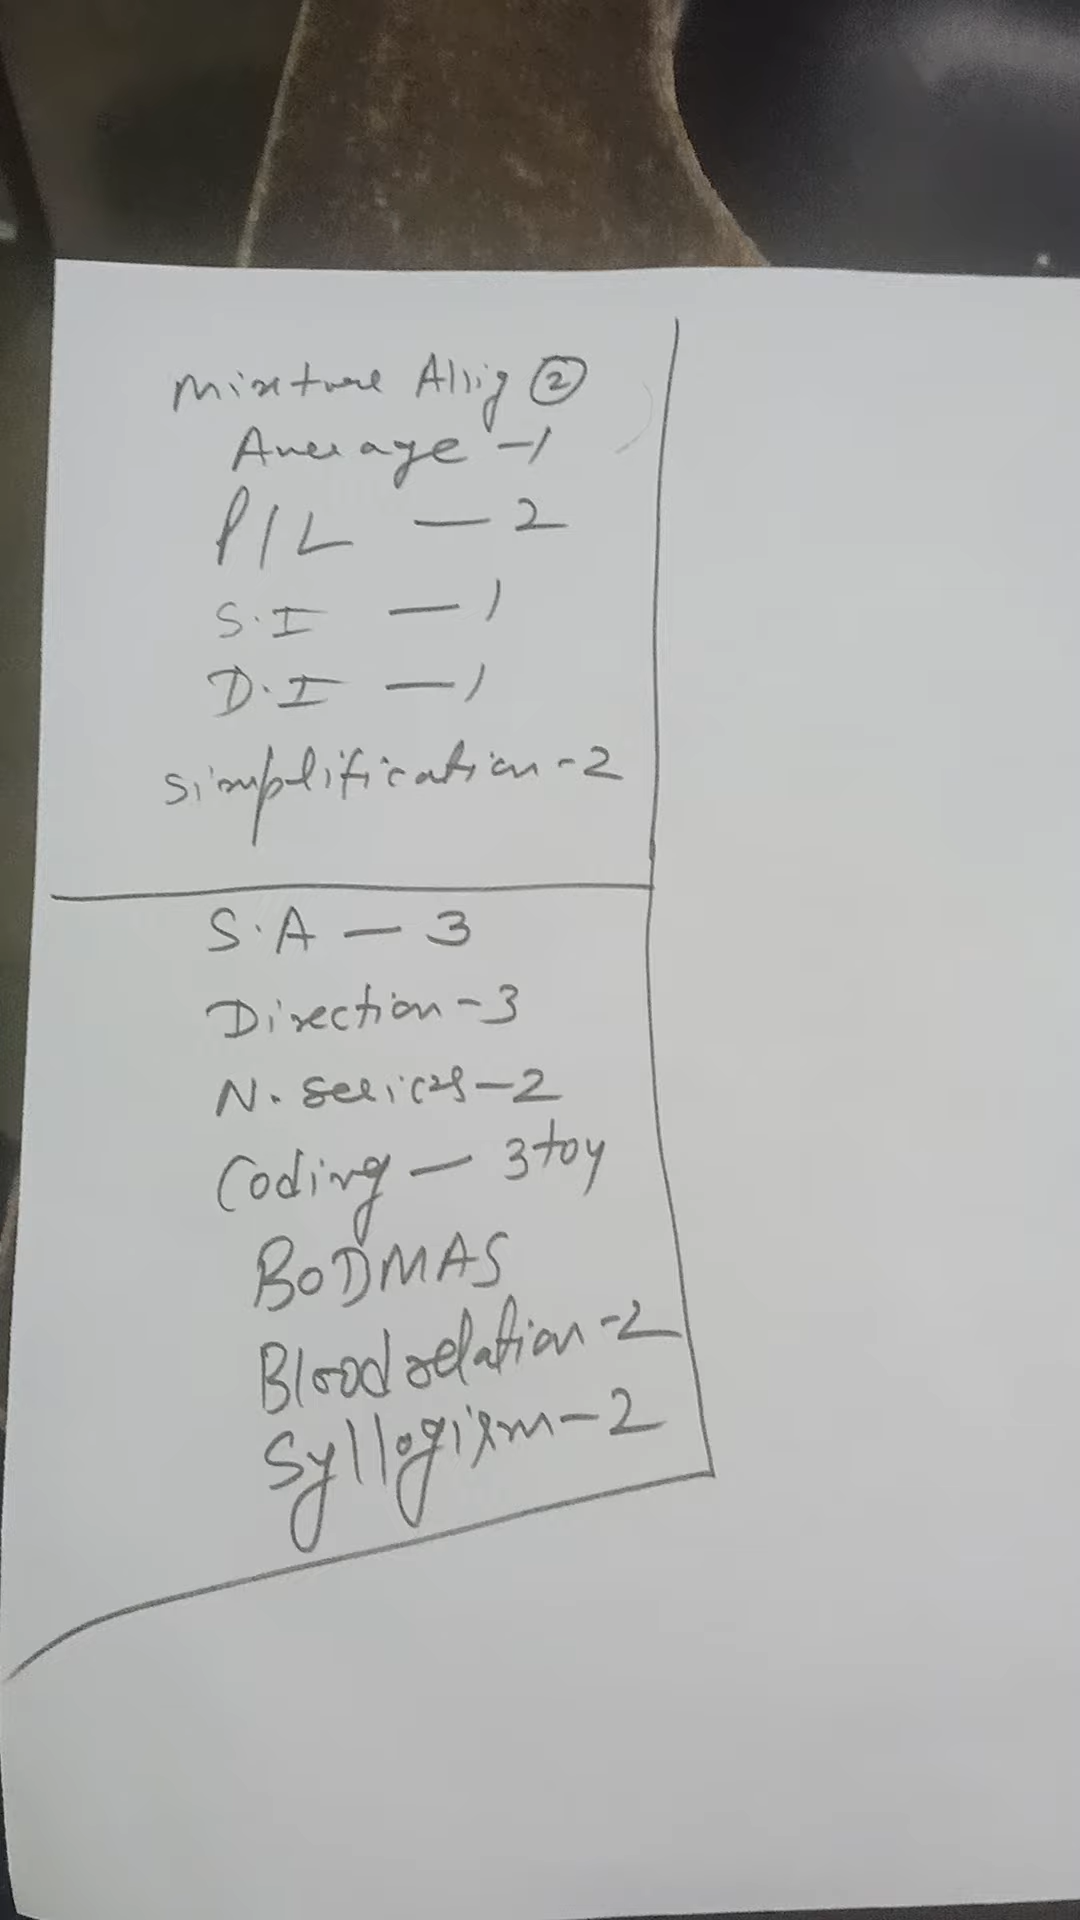 Mixture Allig ②
Average -1
P/L — 2
S.I — 1
D.I — 1
Simplification - 2
S.A — 3
Direction - 3
N. Series - 2
Coding — 3 to y
BODMAS
Blood relation - 2
Syllogism - 2